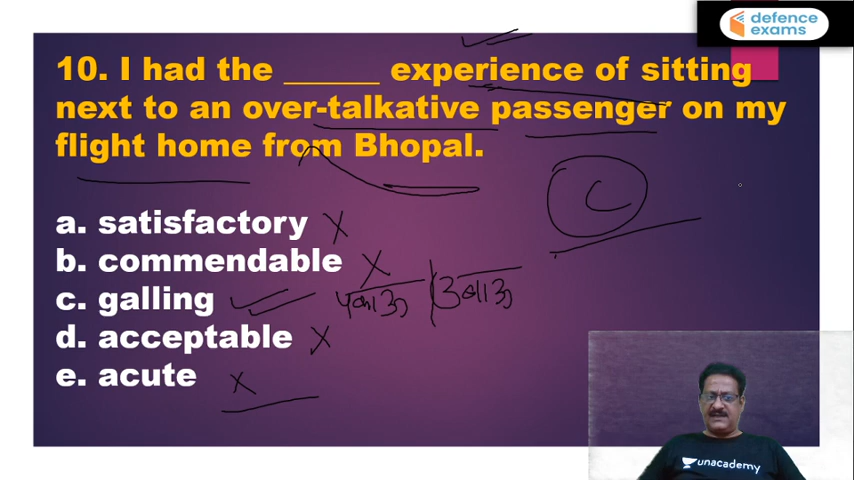 defence
exams
10. I had the ______ experience of sitting
next to an over-talkative passenger on my
flight home from Bhopal.
C
a. satisfactory X
b. commendable X
c. galling
d. acceptable X
e. acute X
unacademy